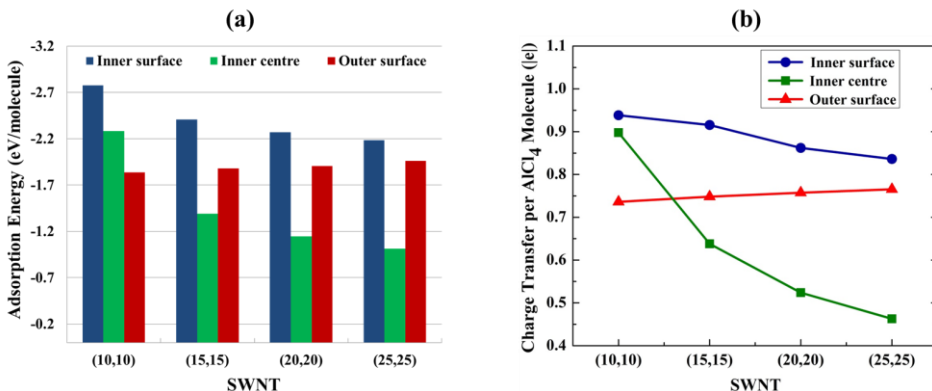 (a)
Adsorption Energy (eV/molecule)
-3.2
-2.7
-2.2
-1.7
-1.2
-0.7
-0.2
Inner surface
Inner centre
Outer surface
(10,10)
(15,15)
(20,20)
(25,25)
SWNT
(b)
Charge Transfer per AlCl4 Molecule (|e|)
1.1
1.0
0.9
0.8
0.7
0.6
0.5
0.4
Inner surface
Inner centre
Outer surface
(10,10)
(15,15)
(20,20)
(25,25)
SWNT